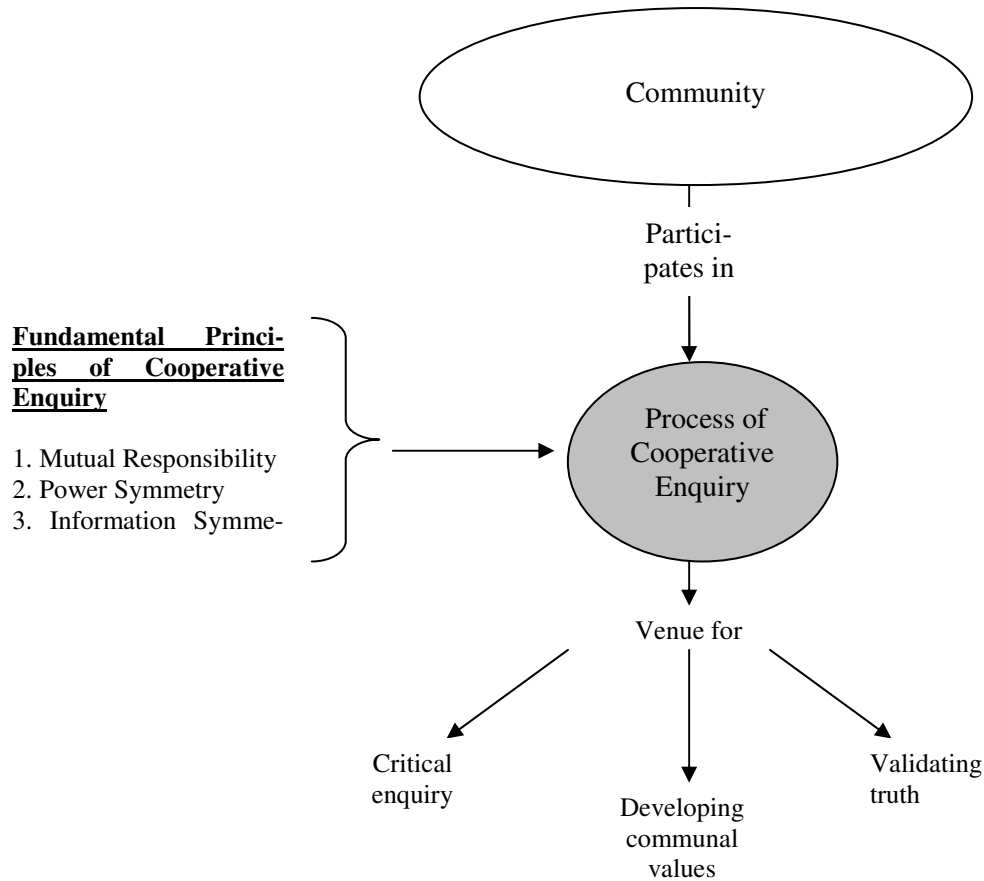 Community
Partici-
pates in
Fundamental Princi-
ples of Cooperative
Enquiry
1. Mutual Responsibility
2. Power Symmetry
3. Information Symme-
Process of
Cooperative
Enquiry
Venue for
Critical
enquiry
Developing
communal
values
Validating
truth